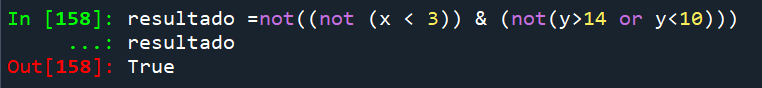 In [158]: resultado =not((not (x < 3)) & (not(y>14 or y<10)))
...: resultado
Out[158]: True